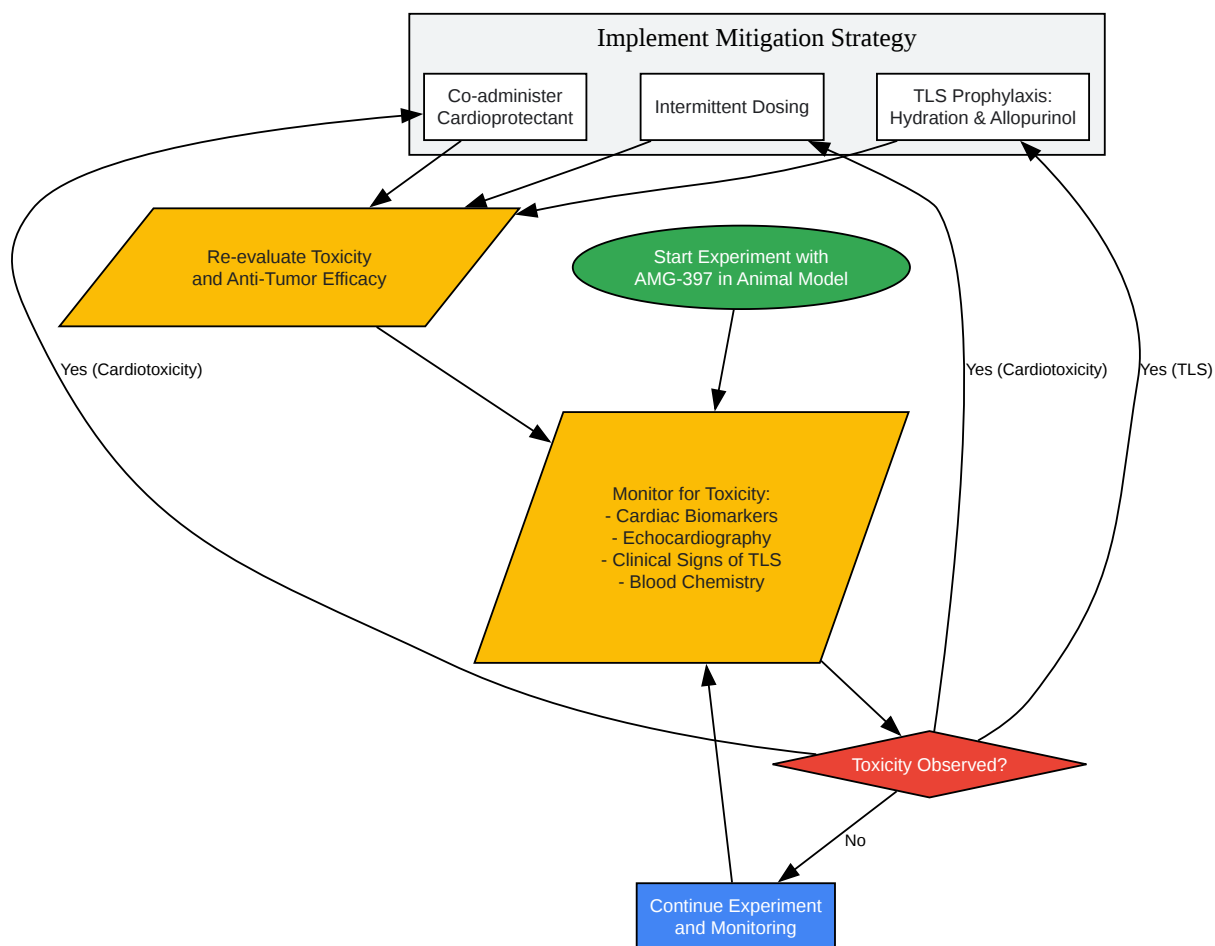 Implement Mitigation Strategy
Co-administer
Cardioprotectant
Intermittent Dosing
TLS Prophylaxis:
Hydration & Allopurinol
Re-evaluate Toxicity
and Anti-Tumor Efficacy
Start Experiment with
AMG-397 in Animal Model
Yes (Cardiotoxicity)
Yes (Cardiotoxicity)
Yes (TLS)
Monitor for Toxicity:
- Cardiac Biomarkers
- Echocardiography
- Clinical Signs of TLS
- Blood Chemistry
Toxicity Observed?
No
Continue Experiment
and Monitoring